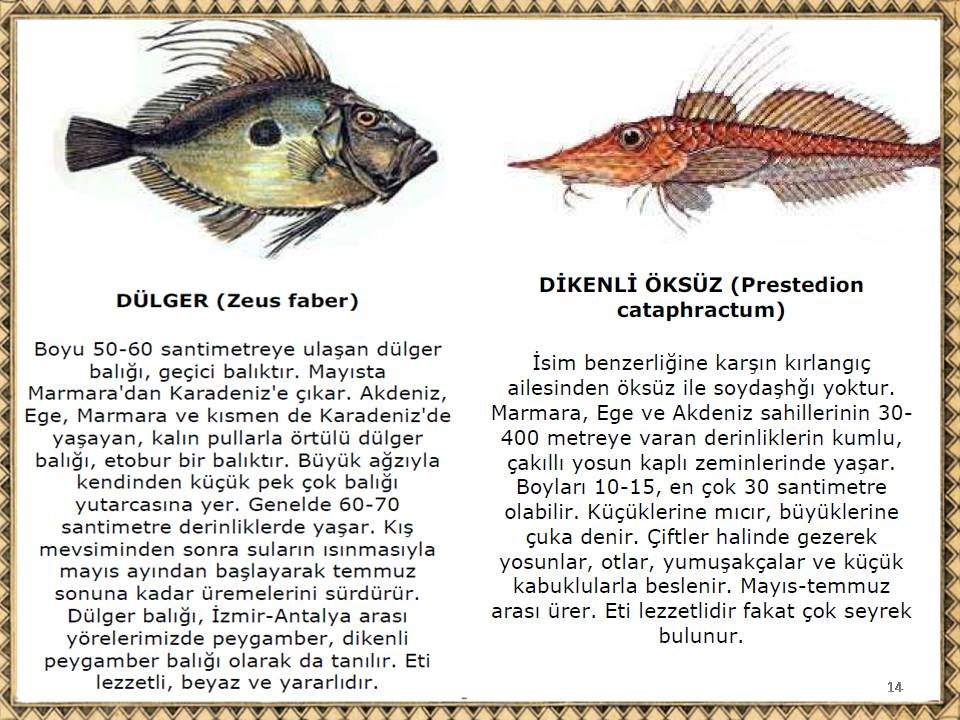 DÜLGER (Zeus faber)
Boyu 50-60 santimetreye ulaşan dülger
balığı, geçici balıktır. Mayısta
Marmara'dan Karadeniz'e çıkar. Akdeniz,
Ege, Marmara ve kısmen de Karadeniz'de
yaşayan, kalın pullarla örtülü dülger
balığı, etobur bir balıktır. Büyük ağzıyla
kendinden küçük pek çok balığı
yutarcasına yer. Genelde 60-70
santimetre derinliklerde yaşar. Kış
mevsiminden sonra suların ısınmasıyla
mayıs ayından başlayarak temmuz
sonuna kadar üremelerini sürdürür.
Dülger balığı, İzmir-Antalya arası
yörelerimizde peygamber, dikenli
peygamber balığı olarak da tanılır. Eti
lezzetli, beyaz ve yararlıdır.
DİKENLİ ÖKSÜZ (Prestedion
cataphractum)
İsim benzerliğine karşın kırlangıç
ailesinden öksüz ile soydaşhğı yoktur.
Marmara, Ege ve Akdeniz sahillerinin 30-
400 metreye varan derinliklerin kumlu,
çakıllı yosun kaplı zeminlerinde yaşar.
Boyları 10-15, en çok 30 santimetre
olabilir. Küçüklerine mıcır, büyüklerine
çuka denir. Çiftler halinde gezerek
yosunlar, otlar, yumuşakçalar ve küçük
kabuklularla beslenir. Mayıs-temmuz
arası ürer. Eti lezzetlidir fakat çok seyrek
bulunur.
14